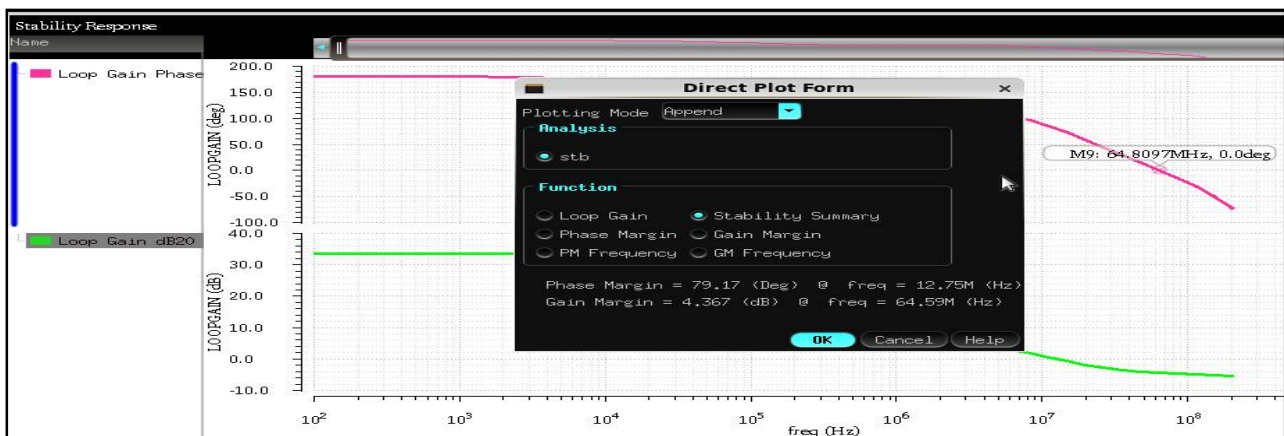 Stability Response
Name
Loop Gain Phase
Loop Gain dB20
200.0
150.0
100.0
50.0
0.0
-50.0
-100.0
LOOPGAIN (deg)
40.0
30.0
20.0
10.0
0.0
-10.0
LOOPGAIN (dB)
M9: 64.8097MHz, 0.0deg
Direct Plot Form
Plotting Mode Append
Analysis
stb
Function
Loop Gain Stability Summary
Phase Margin Gain Margin
PM Frequency GM Frequency
Phase Margin = 79.17 (Deg) @ freq = 12.75M (Hz)
Gain Margin = 4.367 (dB) @ freq = 64.59M (Hz)
OK Cancel Help
10² 10³ 10⁴ 10⁵ 10⁶ 10⁷ 10⁸
freq (Hz)